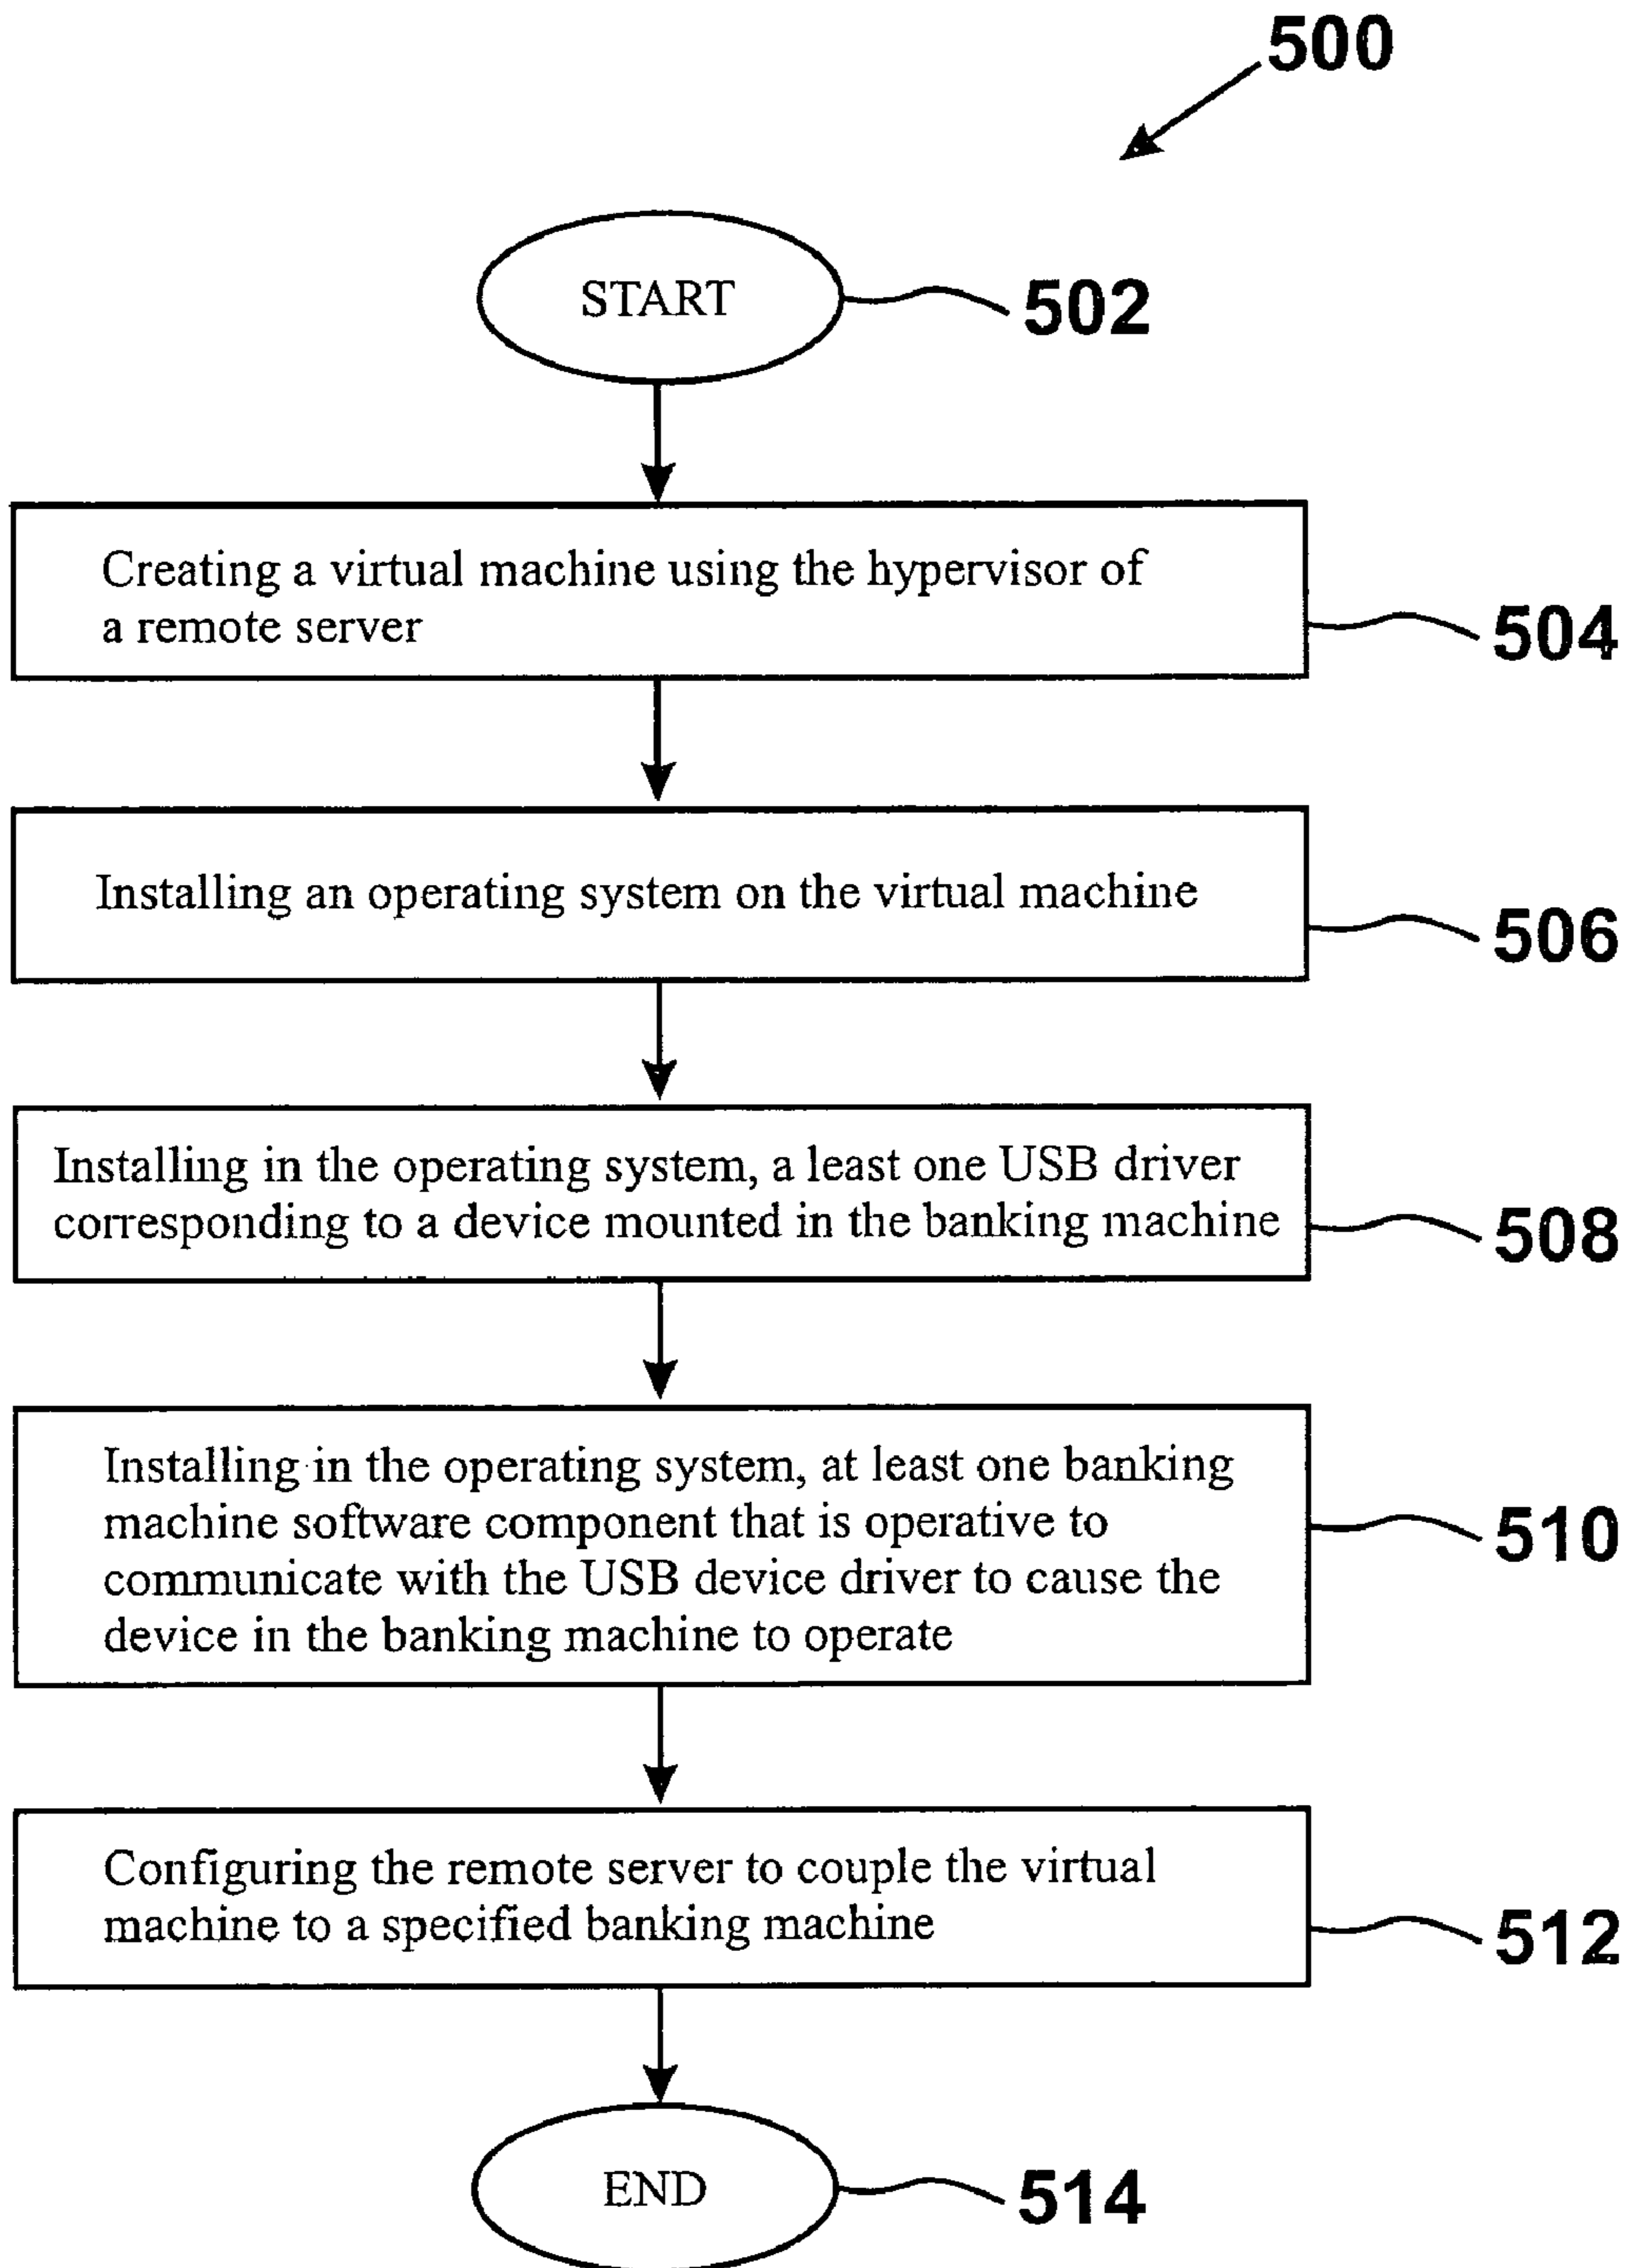 500
START
502
Creating a virtual machine using the hypervisor of
a remote server
504
Installing an operating system on the virtual machine
506
Installing in the operating system, a least one USB driver
corresponding to a device mounted in the banking machine
508
Installing in the operating system, at least one banking
machine software component that is operative to
communicate with the USB device driver to cause the
device in the banking machine to operate
510
Configuring the remote server to couple the virtual
machine to a specified banking machine
512
END
514